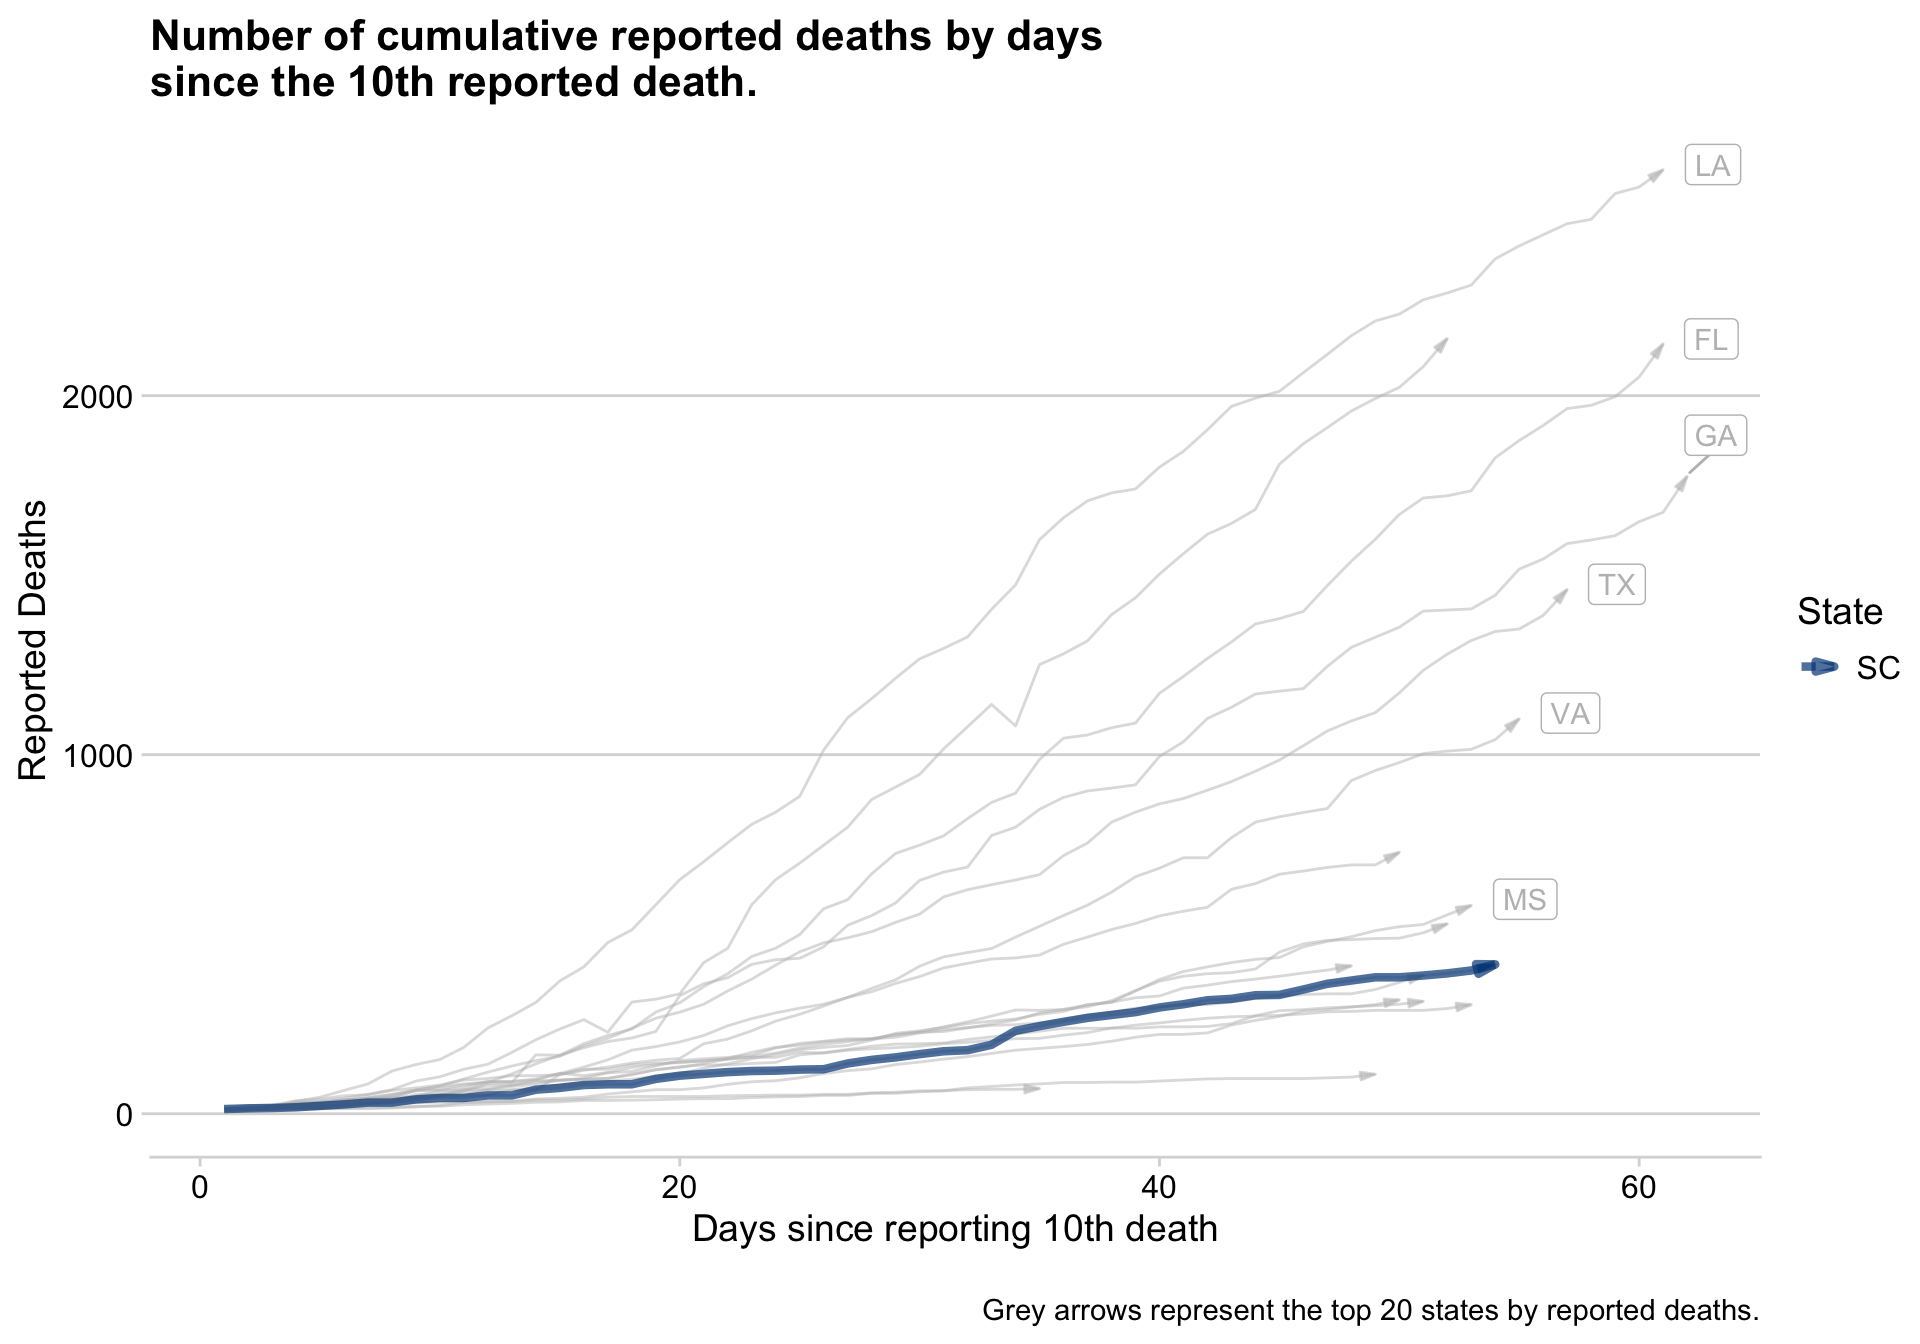 Number of cumulative reported deaths by days
since the 10th reported death.
LA
FL
2000
GA
TX
State
SC
VA
Reported Deaths
1000
MS
0
0 20 40 60
Days since reporting 10th death
Grey arrows represent the top 20 states by reported deaths.